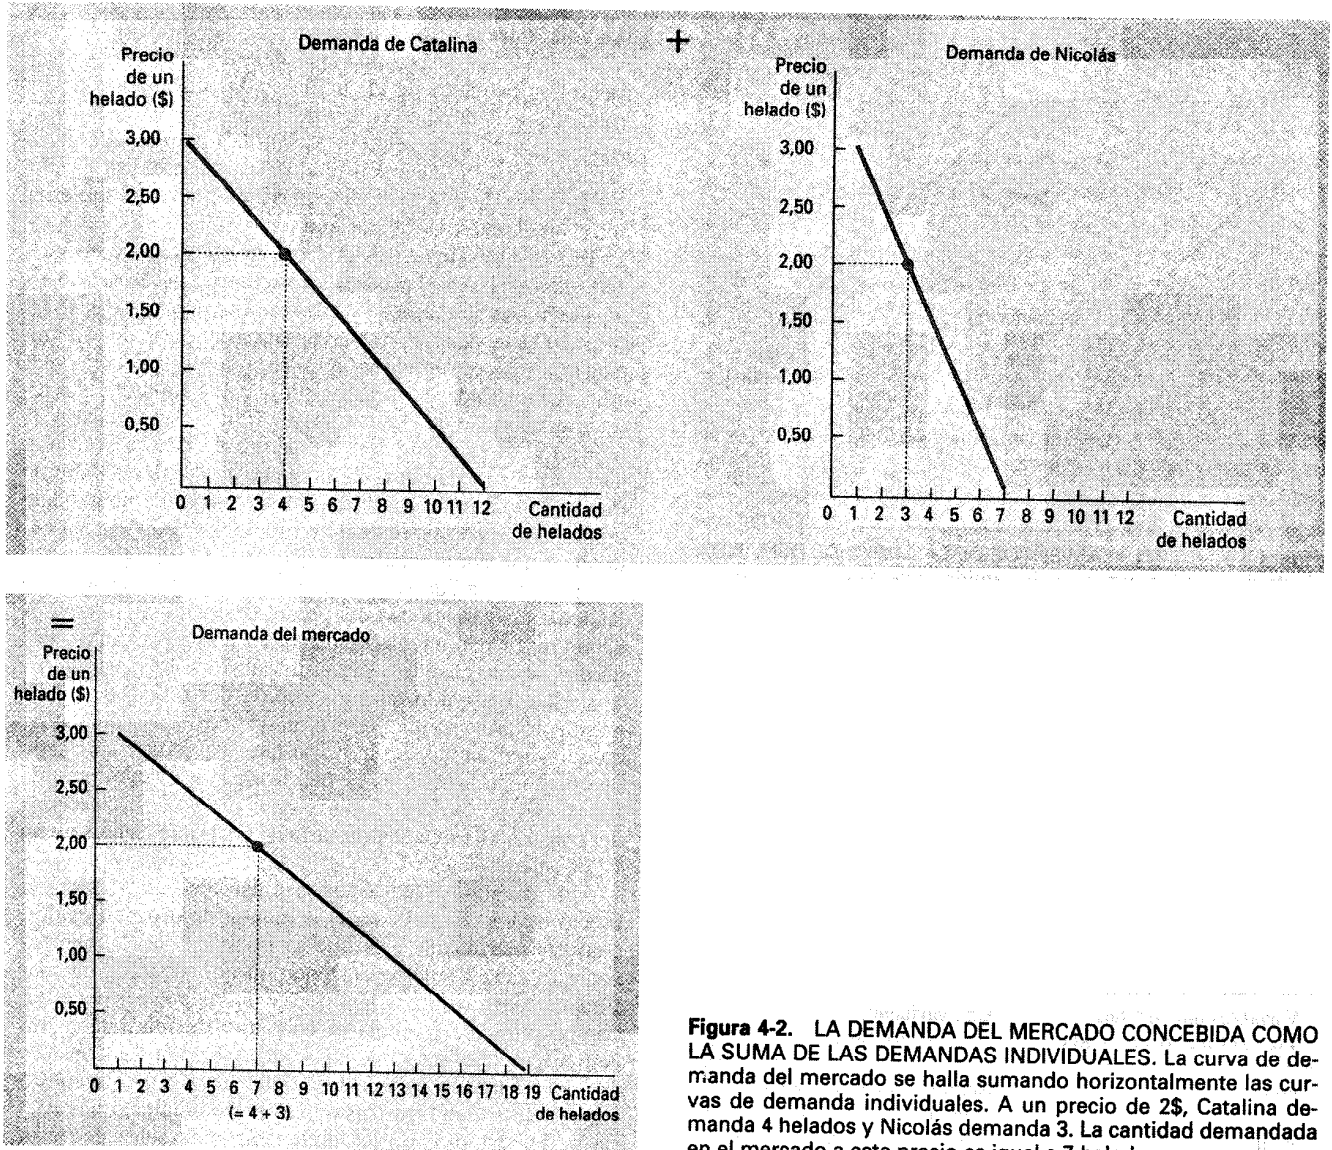 Demanda de Catalina
Precio
de un
helado ($)
3,00
2,50
2,00
1,50
1,00
0,50
0 1 2 3 4 5 6 7 8 9 10 11 12 Cantidad
de helados
+
Demanda de Nicolás
Precio
de un
helado ($)
3,00
2,50
2,00
1,50
1,00
0,50
0 1 2 3 4 5 6 7 8 9 10 11 12 Cantidad
de helados
=
Demanda del mercado
Precio
de un
helado ($)
3,00
2,50
2,00
1,50
1,00
0,50
0 1 2 3 4 5 6 7 8 9 10 11 12 13 14 15 16 17 18 19 Cantidad
(= 4 + 3) de helados
Figura 4-2. LA DEMANDA DEL MERCADO CONCEBIDA COMO
LA SUMA DE LAS DEMANDAS INDIVIDUALES. La curva de de-
manda del mercado se halla sumando horizontalmente las cur-
vas de demanda individuales. A un precio de 2$, Catalina de-
manda 4 helados y Nicolás demanda 3. La cantidad demandada
en el mercado a este precio es igual a 7